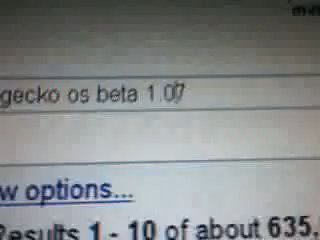 gecko os beta 1.07
w options...
Results 1 - 10 of about 635.